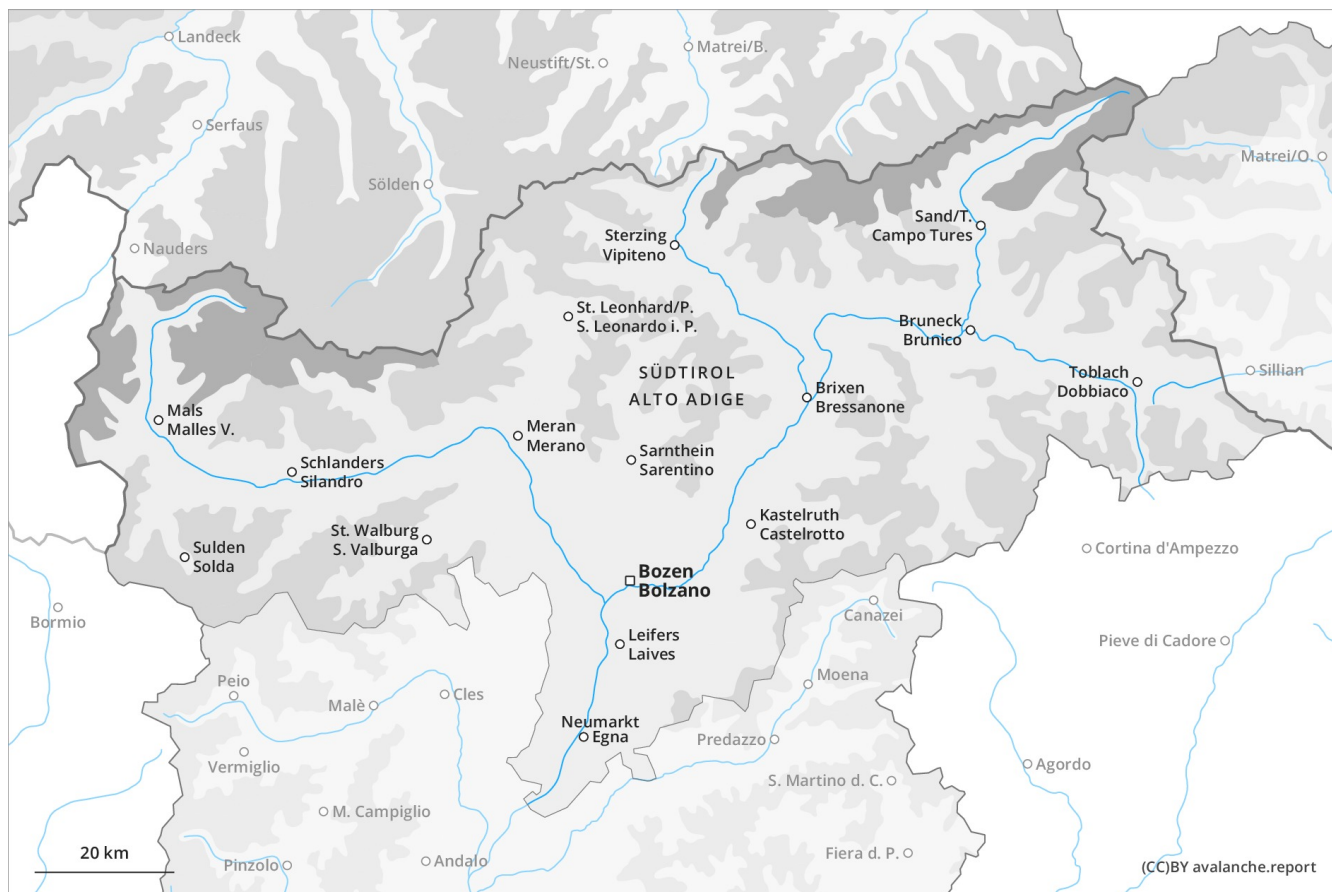 Landeck
Matrei/B.
Neustift/St.
Serfaus
Matrei/O.
Sölden
Sand/T.
Campo Tures
Sterzing
Vipiteno
Nauders
St. Leonhard/P.
S. Leonardo i. P.
Bruneck
Brunico
SÜDTIROL
ALTO ADIGE
Toblach
Dobbiaco
Sillian
Brixen
Bressanone
Mals
Malles V.
Meran
Merano
Sarnthein
Sarentino
Schlanders
Silandro
Kastelruth
Castelrotto
St. Walburg
S. Valburga
Sulden
Solda
Cortina d'Ampezzo
Bozen
Bolzano
Bormio
Canazei
Leifers
Laives
Pieve di Cadore
Peio
Moena
Malè
Cles
Neumarkt
Egna
Predazzo
Vermiglio
Agordo
S. Martino d. C.
M. Campiglio
20 km
Pinzolo
Andalo
Fiera d. P.
(CC)BY avalanche.report